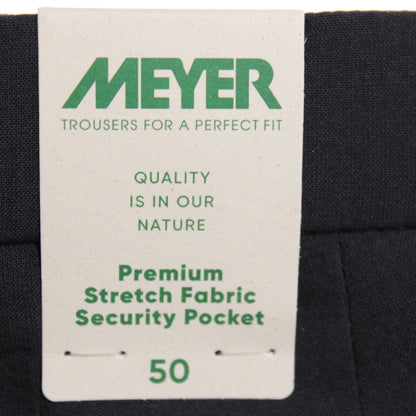 MEYER
TROUSERS FOR A PERFECT FIT
QUALITY
IS IN OUR
NATURE
Premium
Stretch Fabric
Security Pocket
50